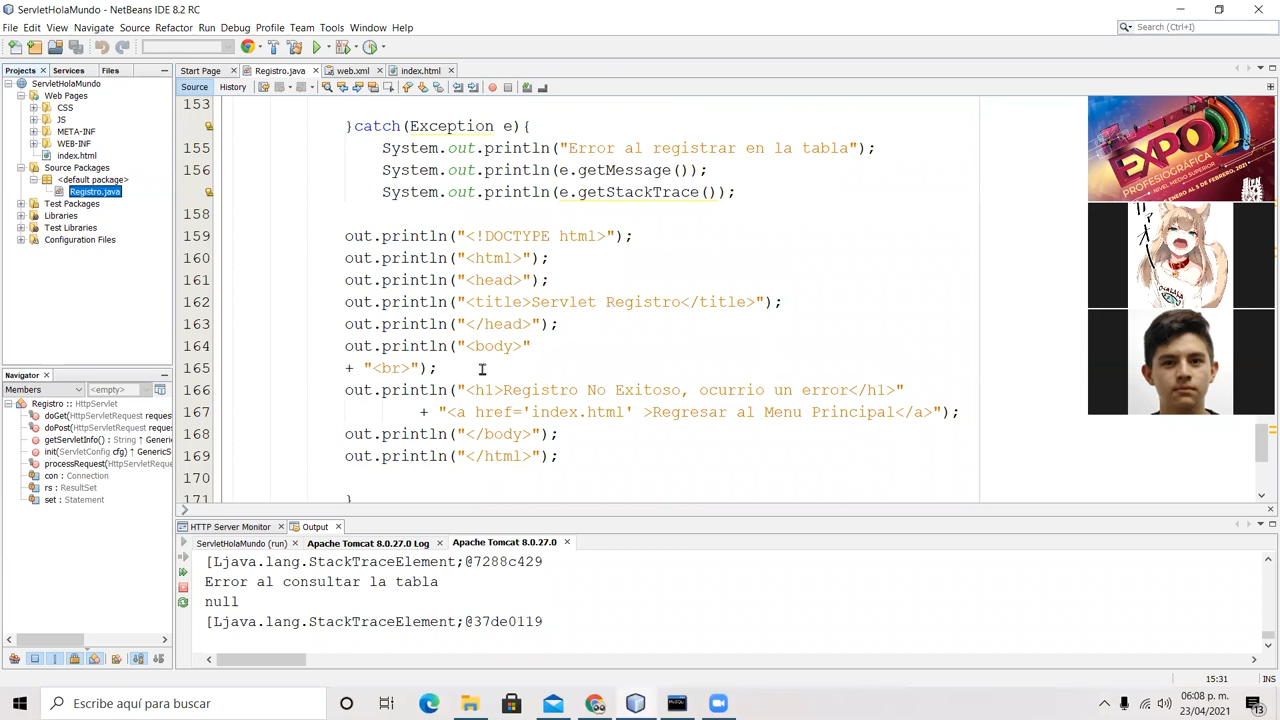 ServletHolaMundo - NetBeans IDE 8.2 RC
File Edit View Navigate Source Refactor Run Debug Profile Team Tools Window Help
Search (Ctrl+I)
Projects Services Files
Start Page Registro.java web.xml index.html
Source History
ServletHolaMundo
Web Pages
CSS
JS
META-INF
WEB-INF
index.html
Source Packages
<default package>
Registro.java
Test Packages
Libraries
Test Libraries
Configuration Files
153
}catch(Exception e){
155 System.out.println("Error al registrar en la tabla");
156 System.out.println(e.getMessage());
System.out.println(e.getStackTrace());
158
159 out.println("<!DOCTYPE html>");
160 out.println("<html>");
161 out.println("<head>");
162 out.println("<title>Servlet Registro</title>");
163 out.println("</head>");
164 out.println("<body>"
165 + "<br>");
166 out.println("<h1>Registro No Exitoso, ocurrio un error</h1>"
167 + "<a href='index.html' >Regresar al Menu Principal</a>");
168 out.println("</body>");
169 out.println("</html>");
170
171 }
EXPO
PROFESIOGRÁFICA
NIVEL MEDIO SUPERIOR
Navigator
Members <empty>
Registro :: HttpServlet
doGet(HttpServletRequest reques
doPost(HttpServletRequest reque
getServletInfo() : String ↑ Generic
init(ServletConfig cfg) ↑ GenericS
processRequest(HttpServletReque
con : Connection
rs : ResultSet
set : Statement
HTTP Server Monitor Output
ServletHolaMundo (run) Apache Tomcat 8.0.27.0 Log Apache Tomcat 8.0.27.0
[Ljava.lang.StackTraceElement;@7288c429
Error al consultar la tabla
null
[Ljava.lang.StackTraceElement;@37de0119
15:31 INS
Escribe aquí para buscar
06:08 p. m.
23/04/2021
13